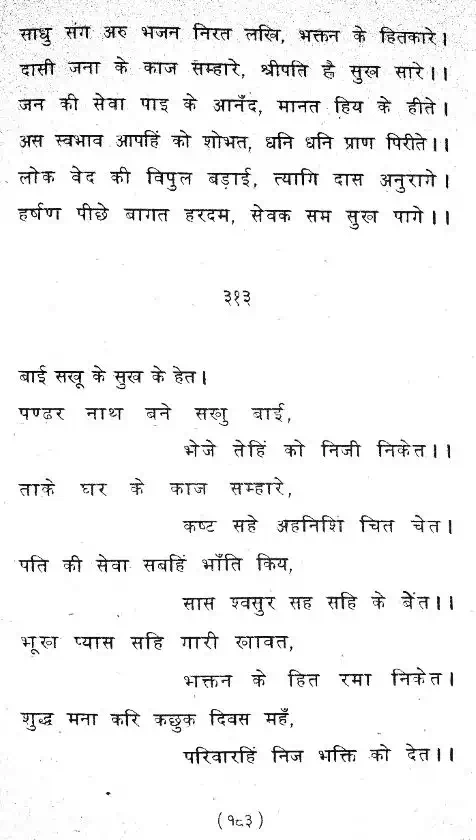 साधु संग अरु भजन निरत लखि, भक्तन के हितकारे।
दासी जना के काज सम्हारे, श्रीपति ह्वै सुख सारे।।
जन की सेवा पाइ के आनँद, मानत हिय के हीते।
अस स्वभाव आपहिं को शोभत, धनि धनि प्राण पिरीते।।
लोक वेद की विपुल बड़ाई, त्यागि दास अनुरागे।
हर्षण पीछे बागत हरदम, सेवक सम सुख पागे।।
३१३
बाई सखू के सुख के हेत।
पण्ढर नाथ बने सखु बाई,
भेजे तेहिं को निजी निकेत।।
ताके घर के काज सम्हारे,
कष्ट सहे अहनिशि चित चेत।
पति की सेवा सबहिं भाँति किय,
सास श्वसुर सह सहि के बेंत।।
भूख प्यास सहि गारी खावत,
भक्तन के हित रमा निकेत।
शुद्ध मना करि कछुक दिवस महँ,
परिवारहिं निज भक्ति को देत।।
(१८३)